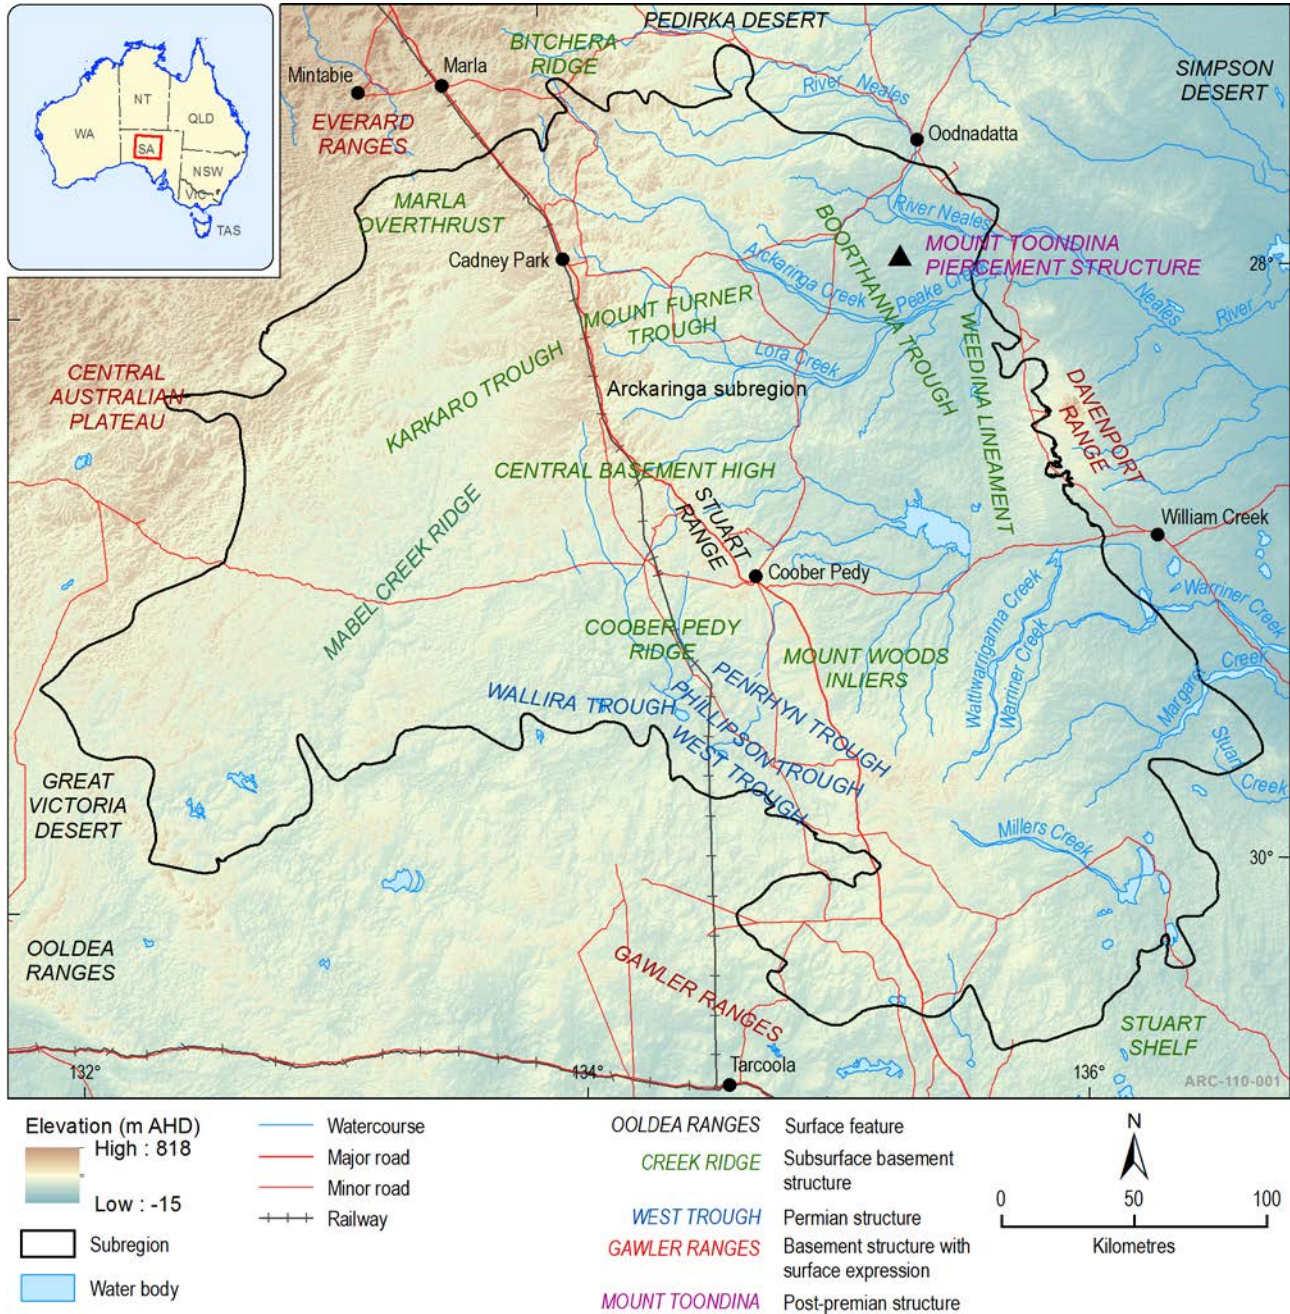 PEDIRKA DESERT
BITCHERA
RIDGE
NT
QLD
WA
SA
NSW
VIC
TAS
Mintabie
Marla
River Neales
SIMPSON
DESERT
EVERARD
RANGES
Oodnadatta
MARLA
OVERTHRUST
River Neales
BOORTHANNA TROUGH
MOUNT TOONDINA
PIERCEMENT STRUCTURE
Cadney Park
Arckaringa Creek
Peake Creek
28°
Neales
River
MOUNT FURNER
TROUGH
WEEDINA LINEAMENT
Lora Creek
CENTRAL
AUSTRALIAN
PLATEAU
KARKARO TROUGH
Arckaringa subregion
DAVENPORT
RANGE
CENTRAL BASEMENT HIGH
STUART
RANGE
MABEL CREEK RIDGE
William Creek
Coober Pedy
Warriner Creek
Wattiwarriganna Creek
Warriner Creek
COOBER PEDY
RIDGE
MOUNT WOODS
INLIERS
Margaret Creek
PENRHYN TROUGH
WALLIRA TROUGH
PHILLIPSON TROUGH
WEST TROUGH
Stuart Creek
GREAT
VICTORIA
DESERT
Millers Creek
30°
OOLDEA
RANGES
GAWLER RANGES
STUART
SHELF
Tarcoola
132°
134°
136°
ARC-110-001
Elevation (m AHD)
High : 818
Low : -15
Subregion
Water body
Watercourse
Major road
Minor road
Railway
OOLDEA RANGES Surface feature
CREEK RIDGE Subsurface basement
structure
WEST TROUGH Permian structure
GAWLER RANGES Basement structure with
surface expression
MOUNT TOONDINA Post-premian structure
N
0 50 100
Kilometres